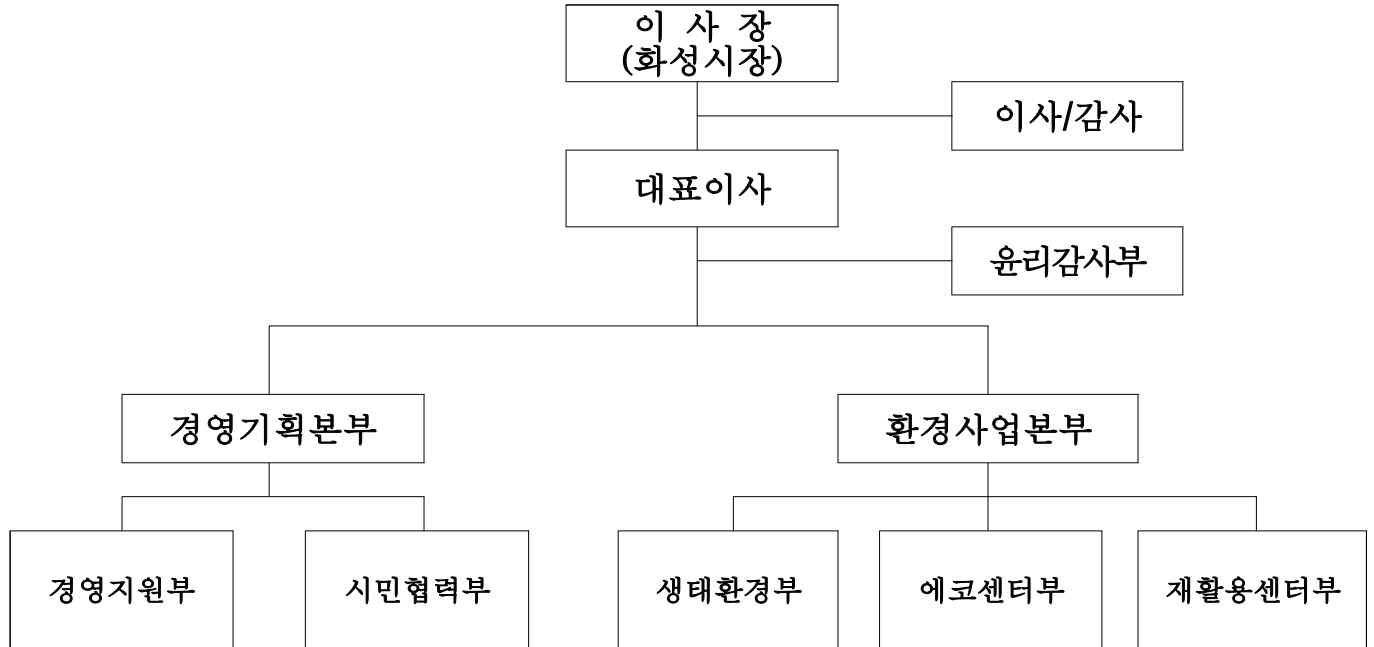 이 사 장
(화성시장)
이사/감사
대표이사
윤리감사부
경영기획본부
환경사업본부
경영지원부
시민협력부
생태환경부
에코센터부
재활용센터부